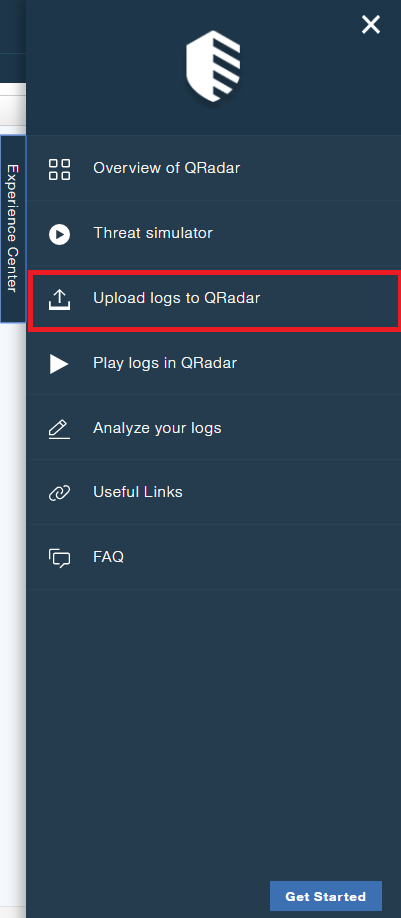 Experience Center
Overview of QRadar
Threat simulator
Upload logs to QRadar
Play logs in QRadar
Analyze your logs
Useful Links
FAQ
Get Started